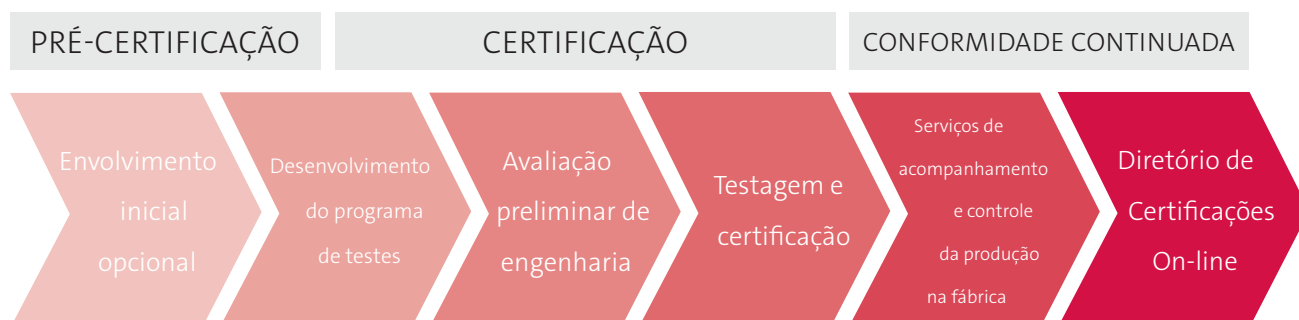 PRÉ-CERTIFICAÇÃO
CERTIFICAÇÃO
CONFORMIDADE CONTINUADA
Envolvimento
inicial
opcional
Desenvolvimento
do programa
de testes
Avaliação
preliminar de
engenharia
Testagem e
certificação
Serviços de
acompanhamento
e controle
da produção
na fábrica
Diretório de
Certificações
On-line